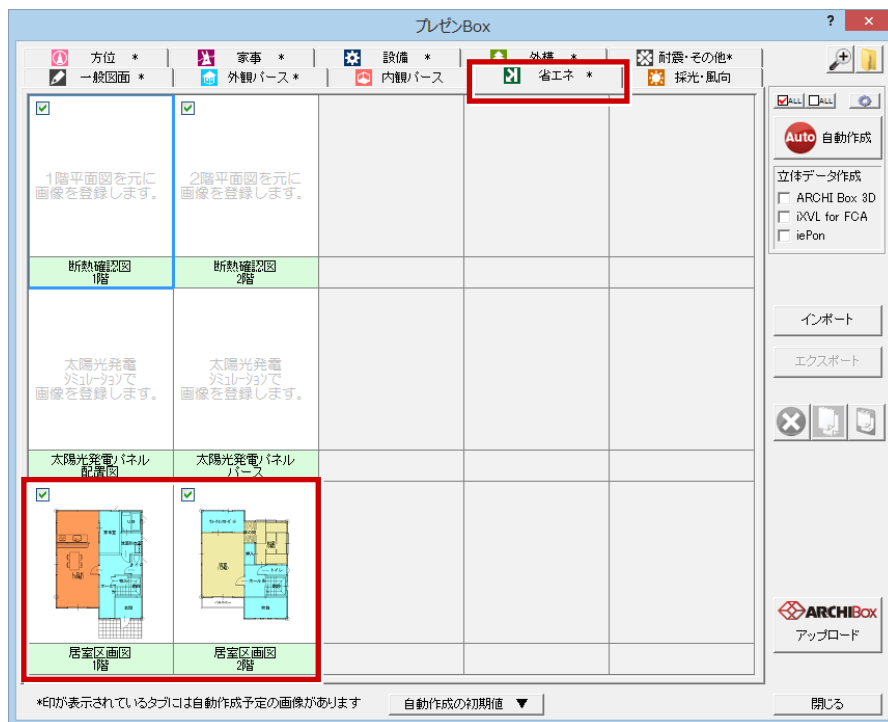 プレゼンBox
?
×
方位 *
家事 *
設備 *
外構 *
耐震・その他*
一般図面 *
外観パース *
内観パース
省エネ *
採光・風向
ALL
ALL
Auto 自動作成
立体データ作成
ARCHI Box 3D
iXVL for FCA
iePon
1階平面図を元に
画像を登録します。
2階平面図を元に
画像を登録します。
断熱確認図
1階
断熱確認図
2階
インポート
エクスポート
太陽光発電
シミュレーションで
画像を登録します。
太陽光発電
シミュレーションで
画像を登録します。
太陽光発電パネル
配置図
太陽光発電パネル
パース
居室区画図
1階
居室区画図
2階
ARCHIBox
アップロード
*印が表示されているタブには自動作成予定の画像があります
自動作成の初期値 ▼
閉じる